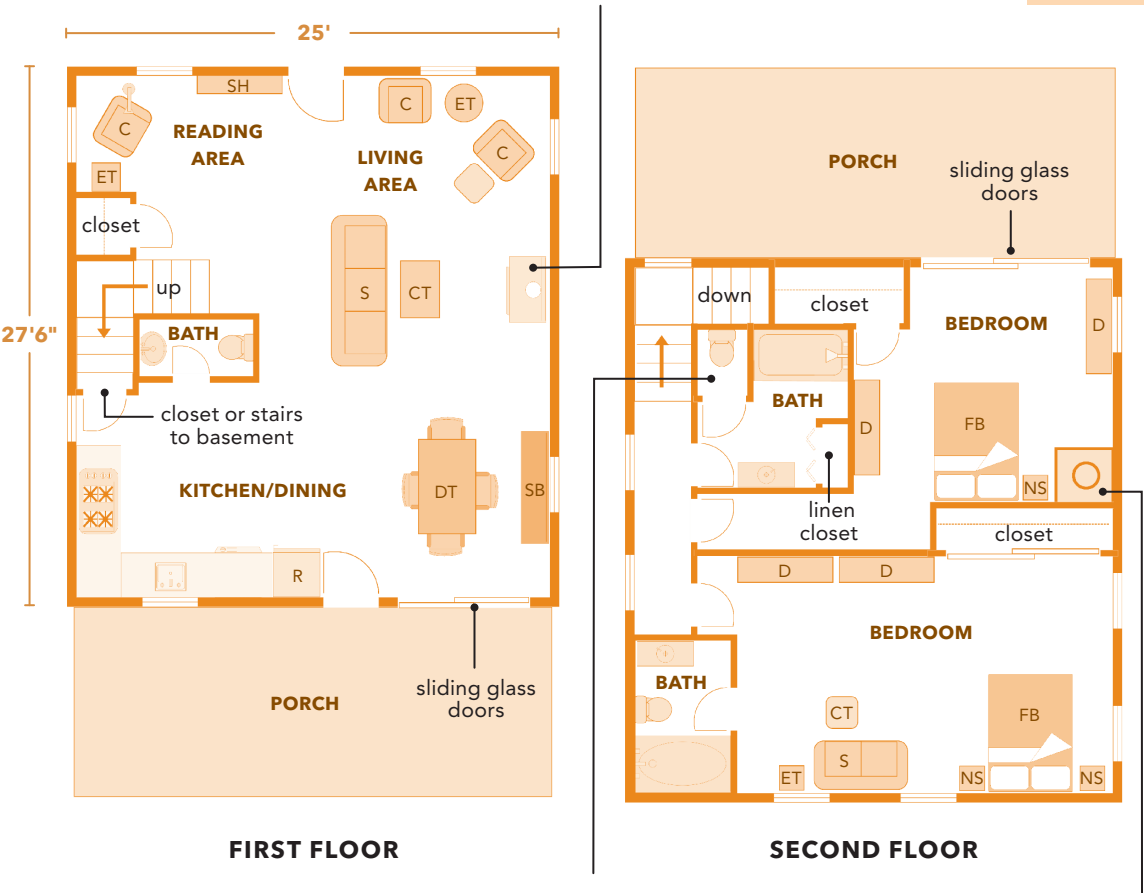 25'
27'6"
SH
C
ET
C
READING
AREA
LIVING
AREA
C
ET
closet
up
S
CT
BATH
closet or stairs
to basement
KITCHEN/DINING
DT
SB
R
sliding glass
doors
PORCH
FIRST FLOOR
PORCH
sliding glass
doors
down
closet
BEDROOM
D
BATH
D
FB
NS
linen
closet
closet
D
D
BEDROOM
BATH
CT
FB
S
ET
NS
NS
SECOND FLOOR